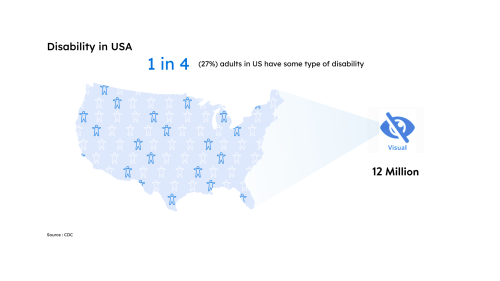 Disability in USA
1 in 4 (27%) adults in US have some type of disability
Visual
12 Million
Source : CDC